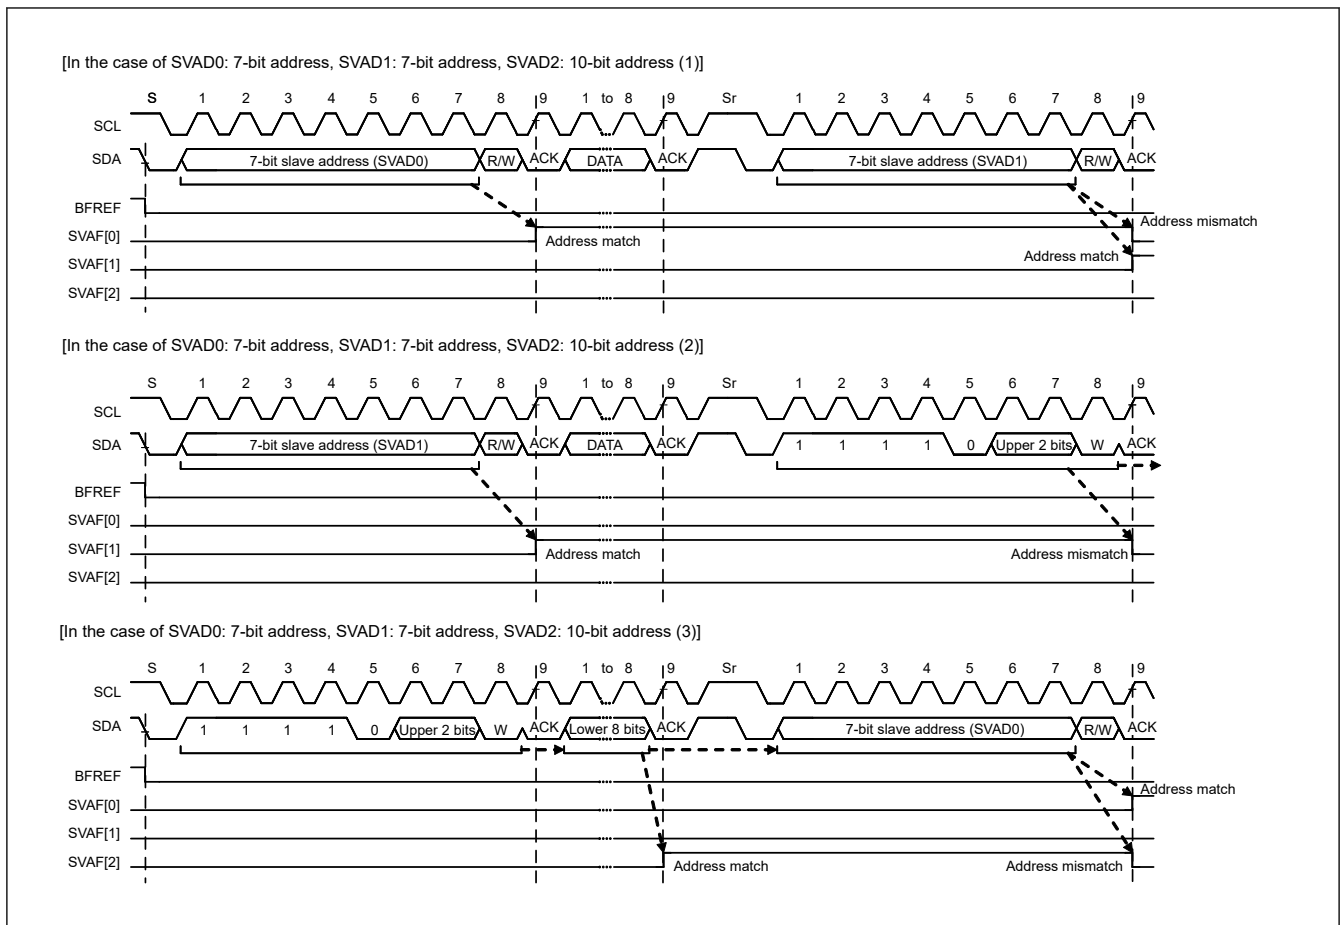 [In the case of SVAD0: 7-bit address, SVAD1: 7-bit address, SVAD2: 10-bit address (1)]
S 1 2 3 4 5 6 7 8 9 1 to 8 9 Sr 1 2 3 4 5 6 7 8 9
SCL
SDA 7-bit slave address (SVAD0) R/W ACK DATA ACK 7-bit slave address (SVAD1) R/W ACK
BFREF
Address mismatch
SVAF[0] Address match
SVAF[1] Address match
SVAF[2]
[In the case of SVAD0: 7-bit address, SVAD1: 7-bit address, SVAD2: 10-bit address (2)]
S 1 2 3 4 5 6 7 8 9 1 to 8 9 Sr 1 2 3 4 5 6 7 8 9
SCL
SDA 7-bit slave address (SVAD1) R/W ACK DATA ACK 1 1 1 1 0 Upper 2 bits W ACK
BFREF
SVAF[0]
SVAF[1] Address match Address mismatch
SVAF[2]
[In the case of SVAD0: 7-bit address, SVAD1: 7-bit address, SVAD2: 10-bit address (3)]
S 1 2 3 4 5 6 7 8 9 1 to 8 9 Sr 1 2 3 4 5 6 7 8 9
SCL
SDA 1 1 1 1 0 Upper 2 bits W ACK Lower 8 bits ACK 7-bit slave address (SVAD0) R/W ACK
BFREF
Address match
SVAF[0]
SVAF[1]
SVAF[2] Address match Address mismatch